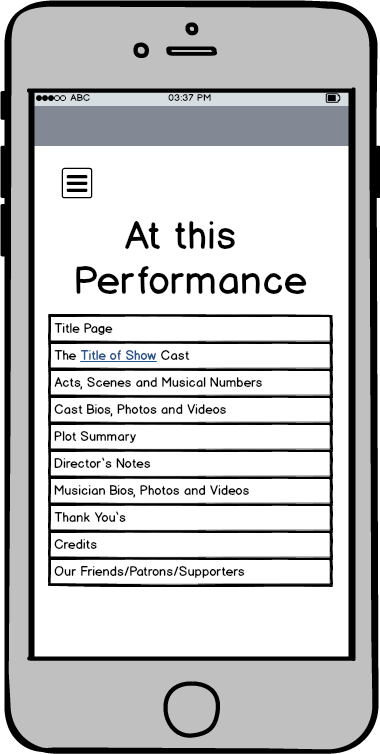 ABC 03:37 PM
At this
Performance
Title Page
The Title of Show Cast
Acts, Scenes and Musical Numbers
Cast Bios, Photos and Videos
Plot Summary
Director`s Notes
Musician Bios, Photos and Videos
Thank You`s
Credits
Our Friends/Patrons/Supporters